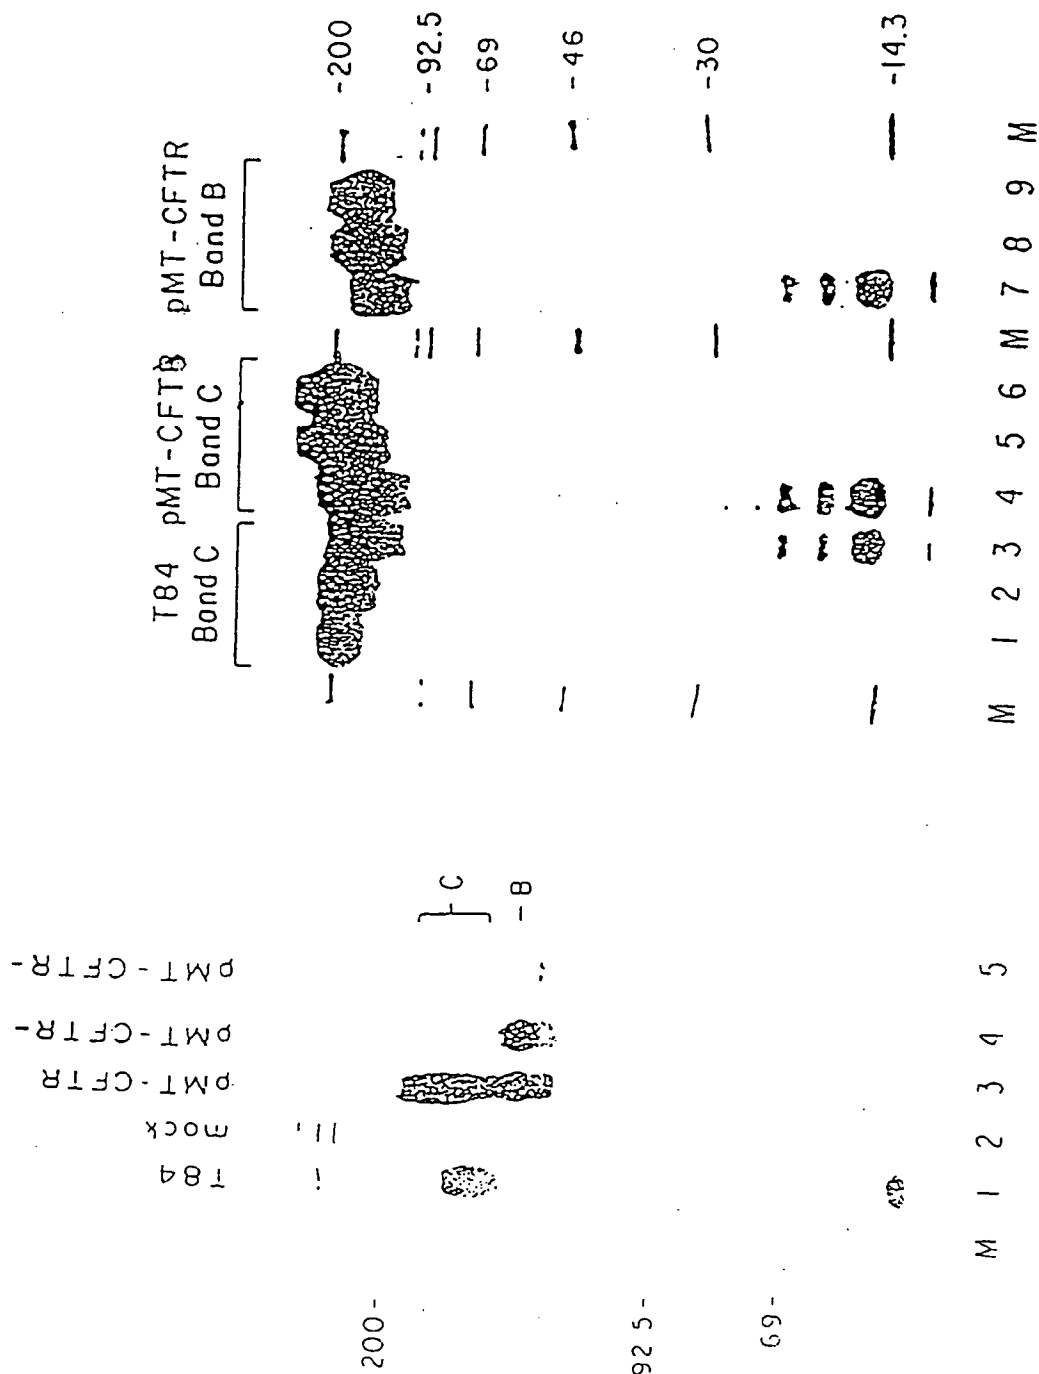 T84
Band C
pMT-CFTR
Band C
pMT-CFTR
Band B
-200
-92.5
-69
-46
-30
-14.3
M 1 2 3 4 5 6 M 7 8 9 M
T84
mock
pMT-CFTR
pMT-CFTR-
pMT-CFTR-
C
-B
200-
92 5-
69-
M 1 2 3 4 5